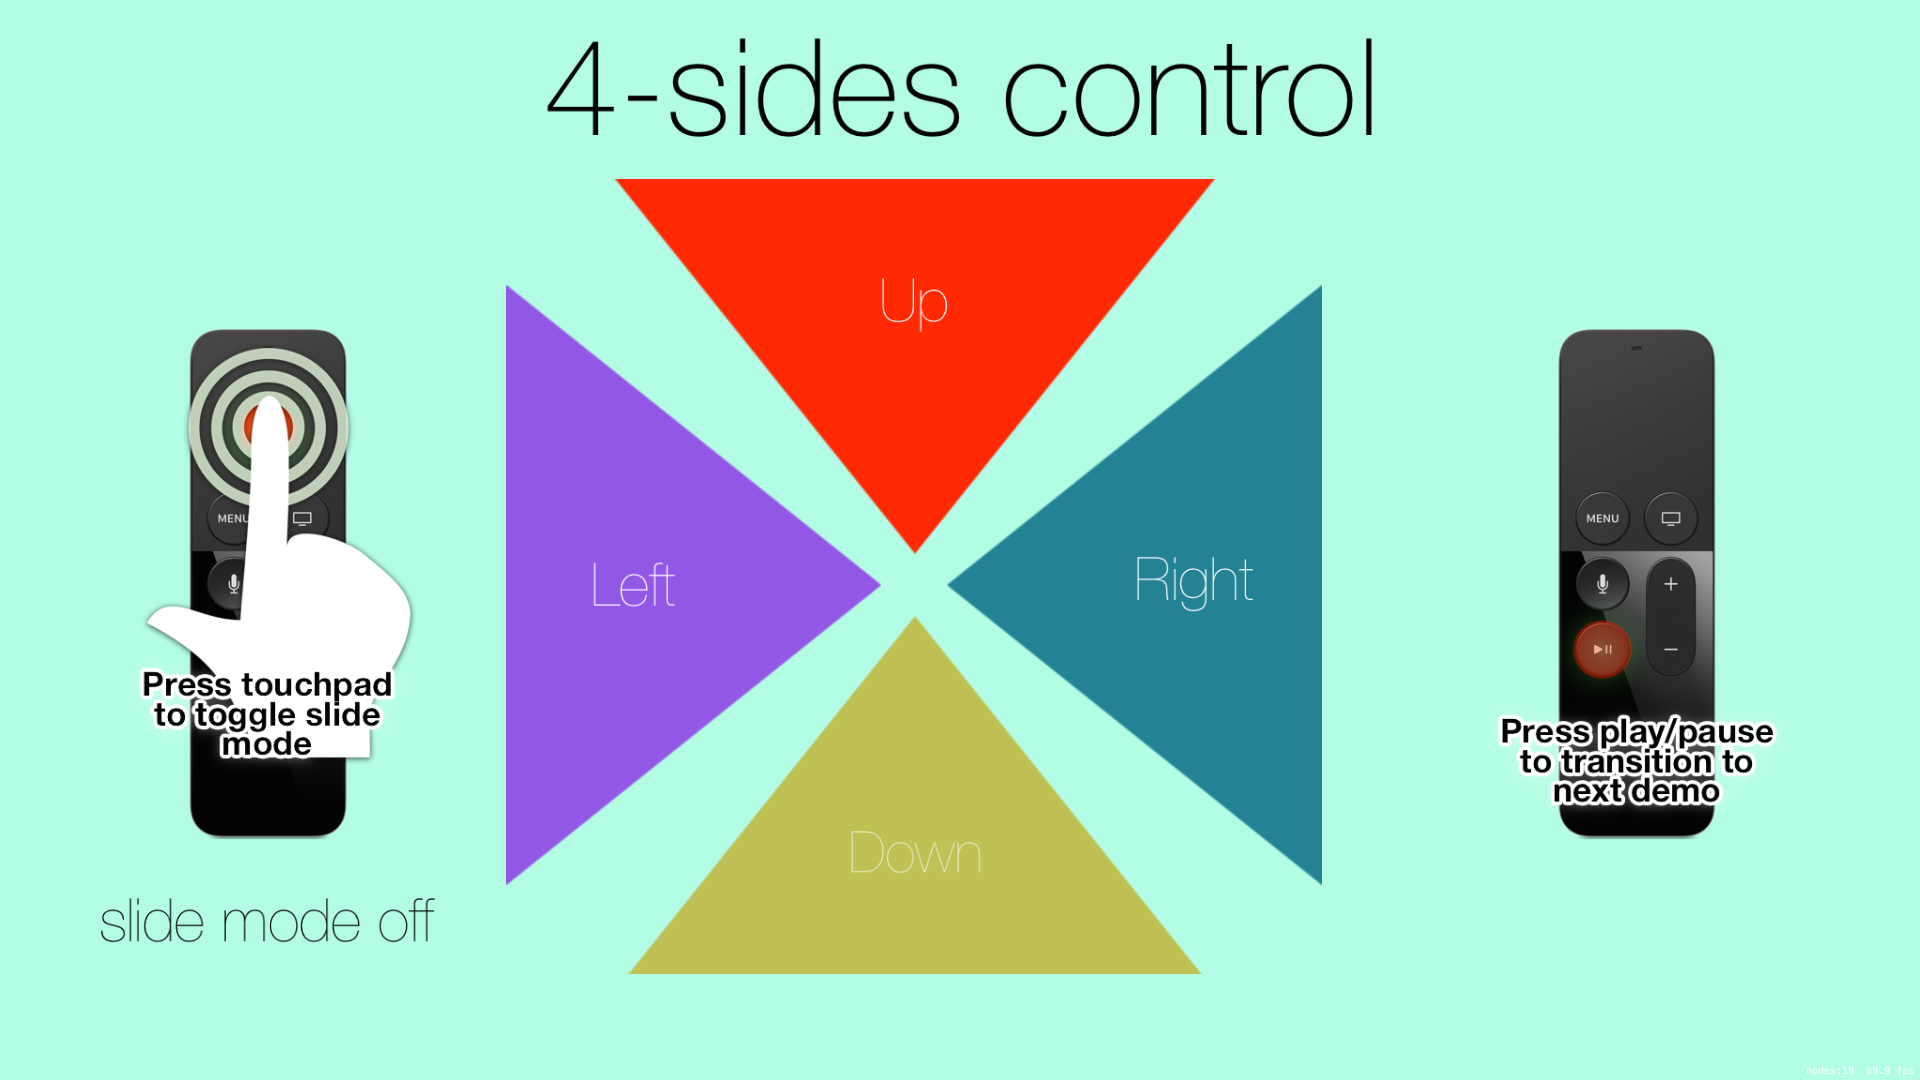 4-sides control
Up
Left
Right
Down
MENU
Press touchpad
to toggle slide
mode
slide mode off
MENU
+
−
Press play/pause
to transition to
next demo
nodes:19 59.9 fps